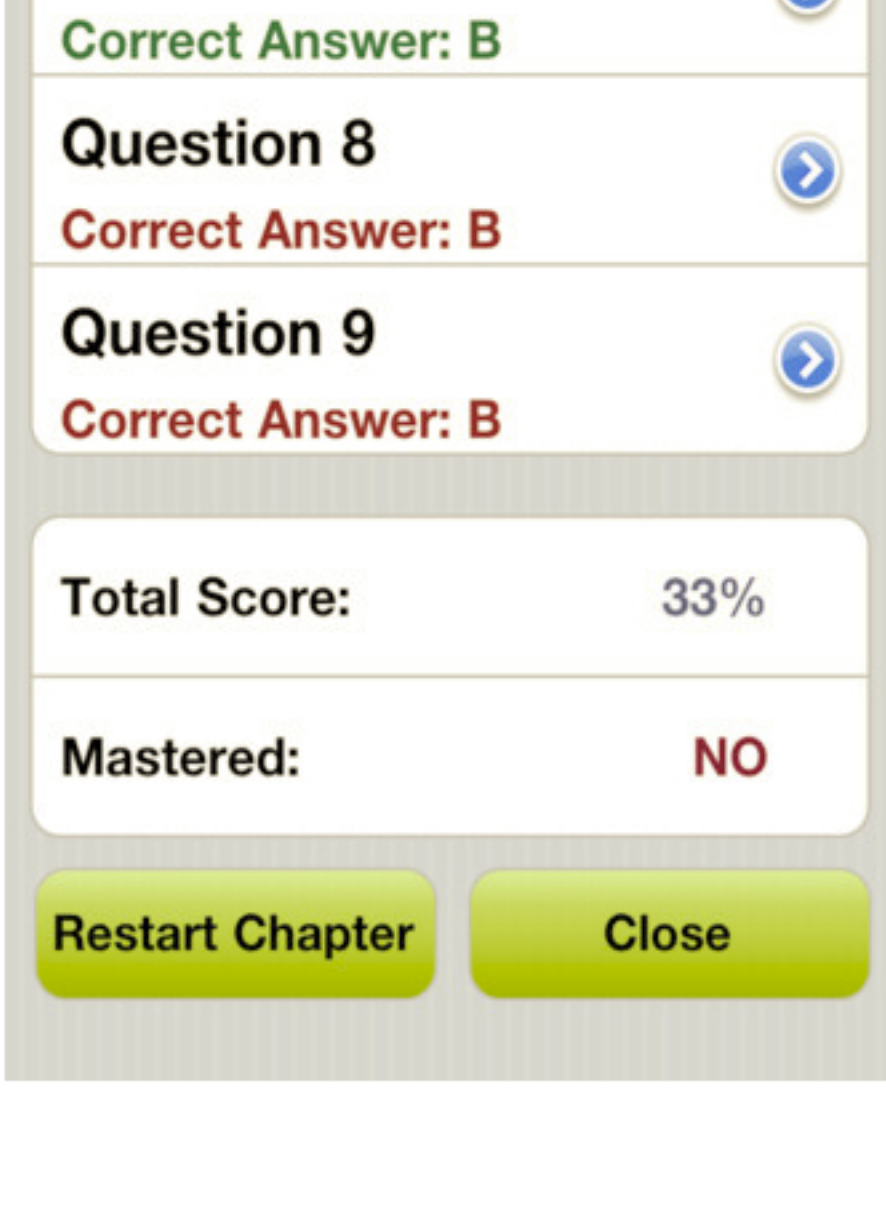 Correct Answer: B
Question 8
Correct Answer: B
Question 9
Correct Answer: B
Total Score: 33%
Mastered: NO
Restart Chapter Close